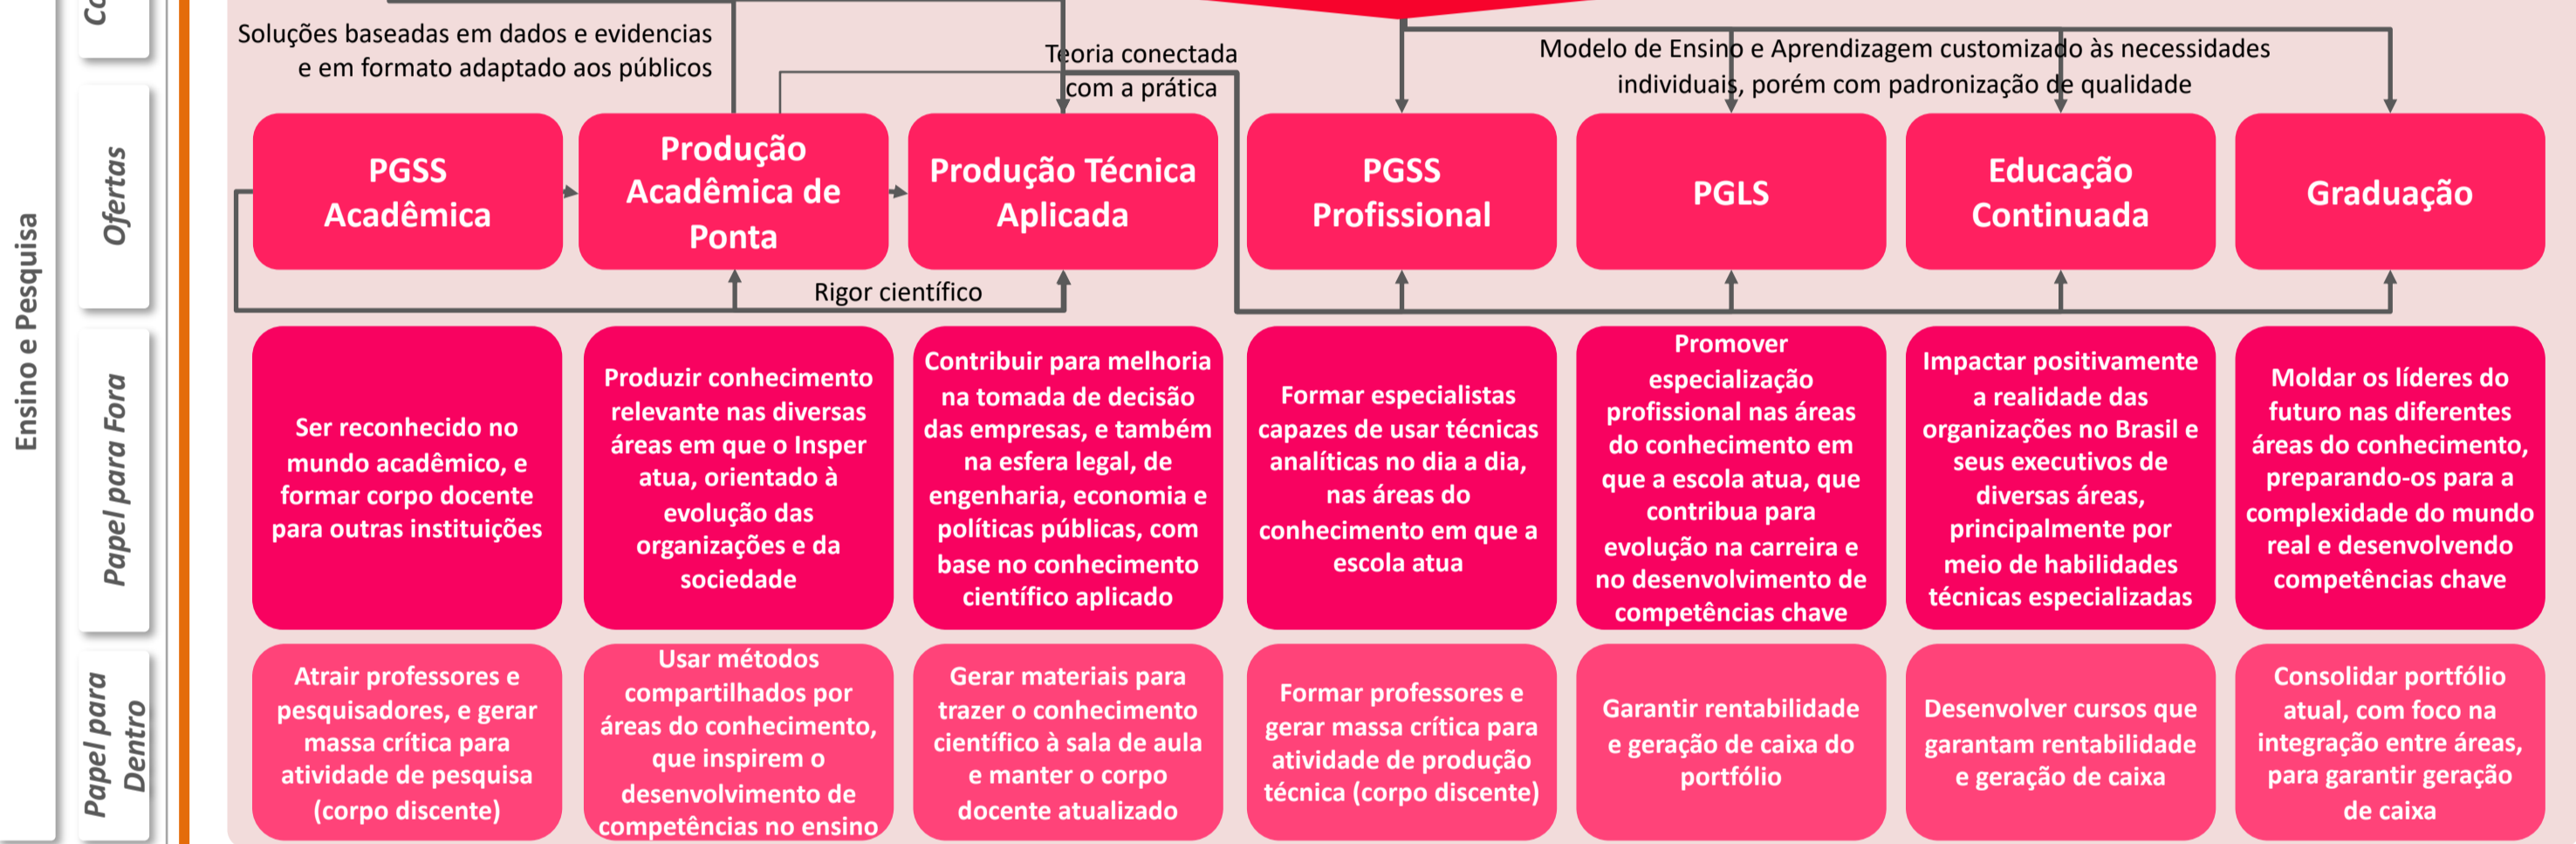 Co
Ensino e Pesquisa
Ofertas
Papel para Fora
Papel para
Dentro
Soluções baseadas em dados e evidencias
e em formato adaptado aos públicos
Teoria conectada
com a prática
Modelo de Ensino e Aprendizagem customizado às necessidades
individuais, porém com padronização de qualidade
PGSS
Acadêmica
Produção
Acadêmica de
Ponta
Produção Técnica
Aplicada
PGSS
Profissional
PGLS
Educação
Continuada
Graduação
Rigor científico
Ser reconhecido no
mundo acadêmico, e
formar corpo docente
para outras instituições
Produzir conhecimento
relevante nas diversas
áreas em que o Insper
atua, orientado à
evolução das
organizações e da
sociedade
Contribuir para melhoria
na tomada de decisão
das empresas, e também
na esfera legal, de
engenharia, economia e
políticas públicas, com
base no conhecimento
científico aplicado
Formar especialistas
capazes de usar técnicas
analíticas no dia a dia,
nas áreas do
conhecimento em que a
escola atua
Promover
especialização
profissional nas áreas
do conhecimento em
que a escola atua, que
contribua para
evolução na carreira e
no desenvolvimento de
competências chave
Impactar positivamente
a realidade das
organizações no Brasil e
seus executivos de
diversas áreas,
principalmente por
meio de habilidades
técnicas especializadas
Moldar os líderes do
futuro nas diferentes
áreas do conhecimento,
preparando-os para a
complexidade do mundo
real e desenvolvendo
competências chave
Atrair professores e
pesquisadores, e gerar
massa crítica para
atividade de pesquisa
(corpo discente)
Usar métodos
compartilhados por
áreas do conhecimento,
que inspirem o
desenvolvimento de
competências no ensino
Gerar materiais para
trazer o conhecimento
científico à sala de aula
e manter o corpo
docente atualizado
Formar professores e
gerar massa crítica para
atividade de produção
técnica (corpo discente)
Garantir rentabilidade
e geração de caixa do
portfólio
Desenvolver cursos que
garantam rentabilidade
e geração de caixa
Consolidar portfólio
atual, com foco na
integração entre áreas,
para garantir geração
de caixa